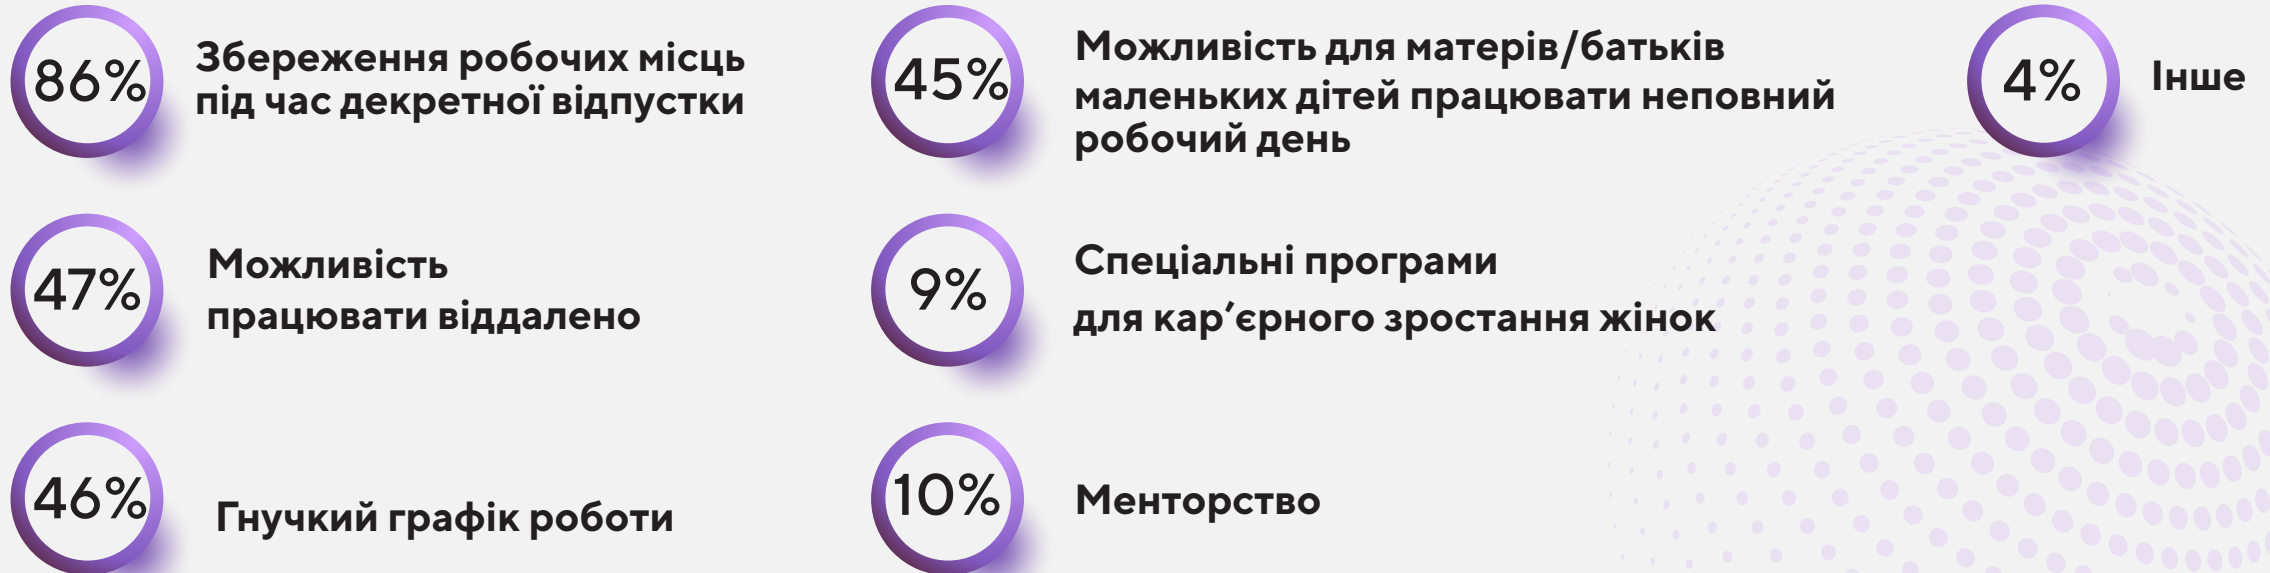 86%
Збереження робочих місць
під час декретної відпустки
47%
Можливість
працювати віддалено
46%
Гнучкий графік роботи
45%
Можливість для матерів/батьків
маленьких дітей працювати неповний
робочий день
9%
Спеціальні програми
для кар’єрного зростання жінок
10%
Менторство
4%
Інше